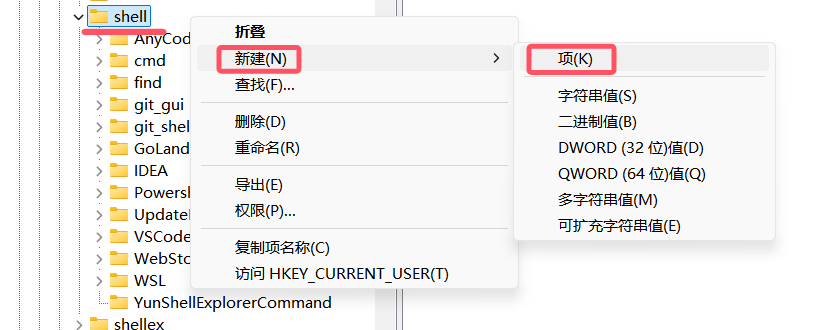 shell
AnyCod
cmd
find
git_gui
git_shel
GoLand
IDEA
Powersh
Update
VSCode
WebSto
WSL
YunShellExplorerCommand
shellex
折叠
新建(N)
查找(F)...
删除(D)
重命名(R)
导出(E)
权限(P)...
复制项名称(C)
访问 HKEY_CURRENT_USER(T)
项(K)
字符串值(S)
二进制值(B)
DWORD (32 位)值(D)
QWORD (64 位)值(Q)
多字符串值(M)
可扩充字符串值(E)